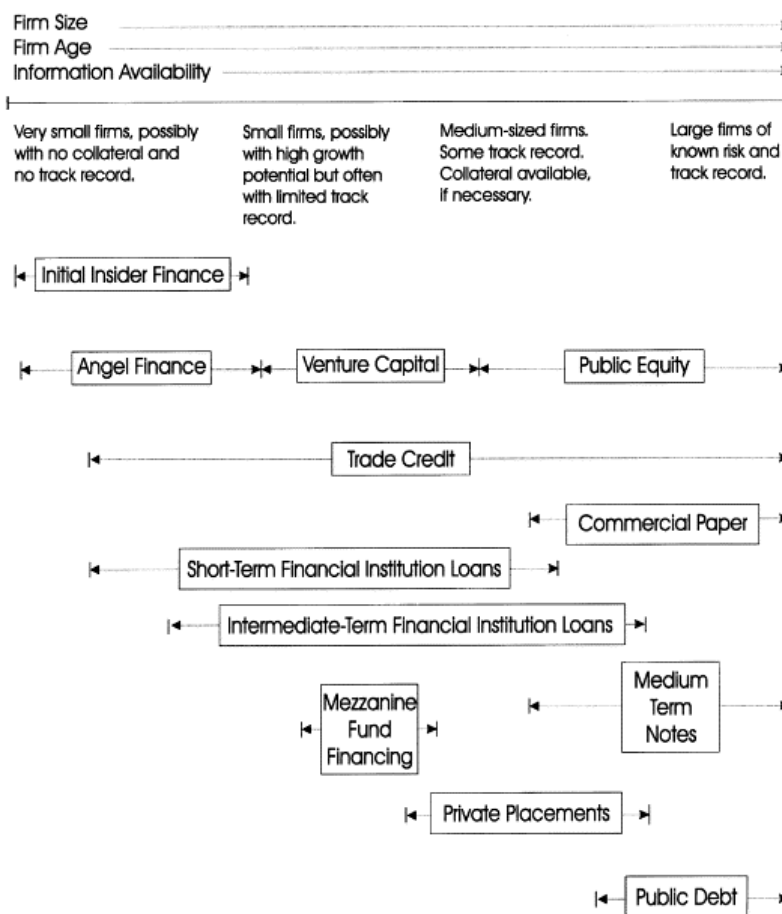 Firm Size
Firm Age
Information Availability
Very small firms, possibly
with no collateral and
no track record.
Small firms, possibly
with high growth
potential but often
with limited track
record.
Medium-sized firms.
Some track record.
Collateral available,
if necessary.
Large firms of
known risk and
track record.
Initial Insider Finance
Angel Finance
Venture Capital
Public Equity
Trade Credit
Commercial Paper
Short-Term Financial Institution Loans
Intermediate-Term Financial Institution Loans
Mezzanine
Fund
Financing
Medium
Term
Notes
Private Placements
Public Debt